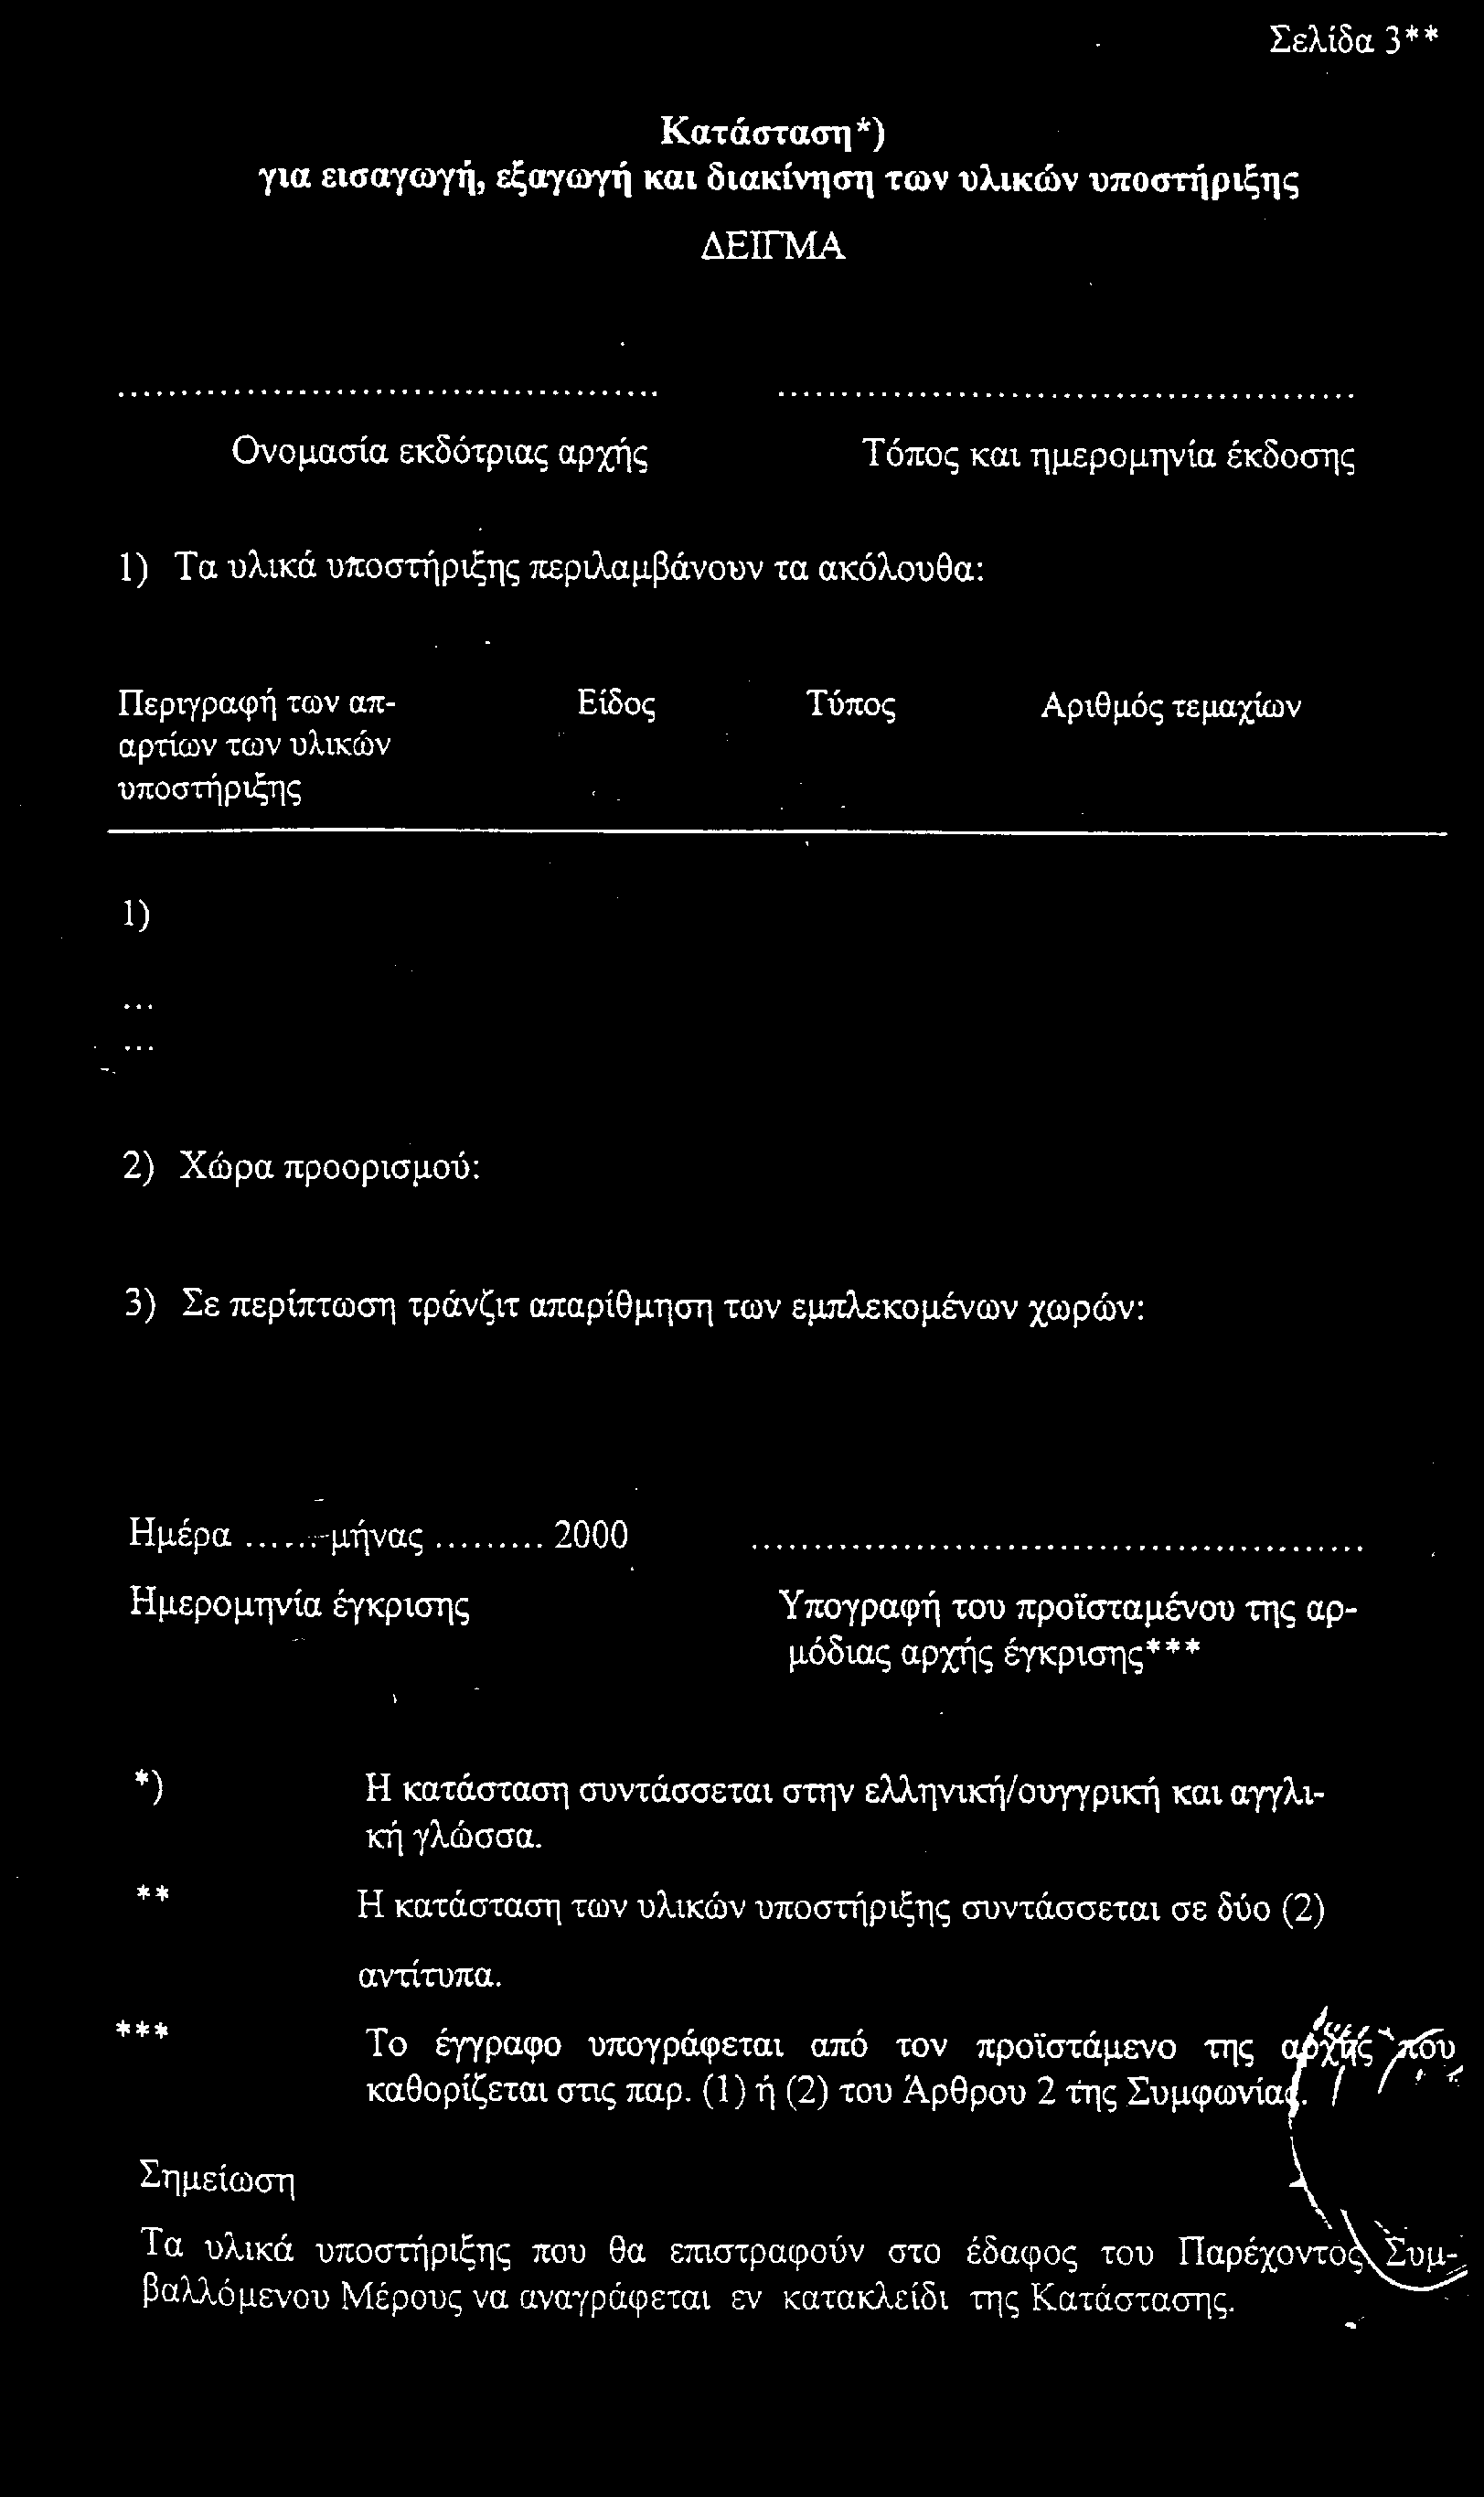 Σελίδα 3**
Κατάσταση*)
για εισαγωγή, εξαγωγή και διακίνηση των υλικών υποστήριξης
ΔΕΙΓΜΑ
.......................................... .............................................
Ονομασία εκδότριας αρχής Τόπος και ημερομηνία έκδοσης
1) Τα υλικά υποστήριξης περιλαμβάνουν τα ακόλουθα:
Περιγραφή των απ- Είδος Τύπος Αριθμός τεμαχίων
αρτίων των υλικών
υποστήριξης
1)
...
...
2) Χώρα προορισμού:
3) Σε περίπτωση τράνζιτ απαρίθμηση των εμπλεκομένων χωρών:
Ημέρα ......-μήνας ......... 2000 ................................................
Ημερομηνία έγκρισης Υπογραφή του προϊσταμένου της αρ-
μόδιας αρχής έγκρισης***
*) Η κατάσταση συντάσσεται στην ελληνική/ουγγρική και αγγλι-
κή γλώσσα.
** Η κατάσταση των υλικών υποστήριξης συντάσσεται σε δύο (2)
αντίτυπα.
*** Το έγγραφο υπογράφεται από τον προϊστάμενο της αρχής που
καθορίζεται στις παρ. (1) ή (2) του Άρθρου 2 της Συμφωνίας.
Σημείωση
Τα υλικά υποστήριξης που θα επιστραφούν στο έδαφος του Παρέχοντος Συμ-
βαλλόμενου Μέρους να αναγράφεται εν κατακλείδι της Κατάστασης.